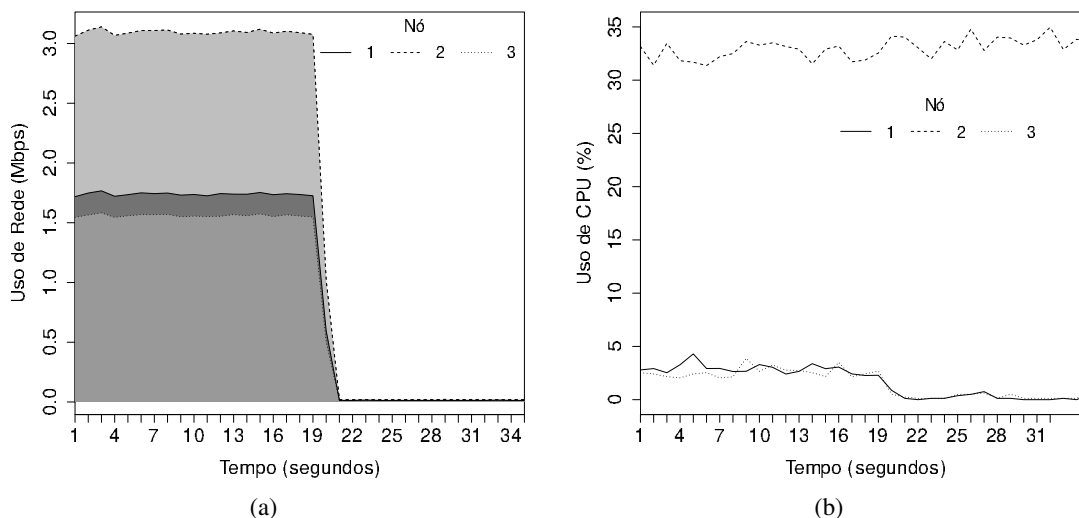 Uso de Rede (Mbps)
3.0
2.5
2.0
1.5
1.0
0.5
0.0
Nó
1 2 3
1 4 7 10 13 16 19 22 25 28 31 34
Tempo (segundos)
(a)
Uso de CPU (%)
35
30
25
20
15
10
5
0
Nó
1 2 3
1 4 7 10 13 16 19 22 25 28 32
Tempo (segundos)
(b)